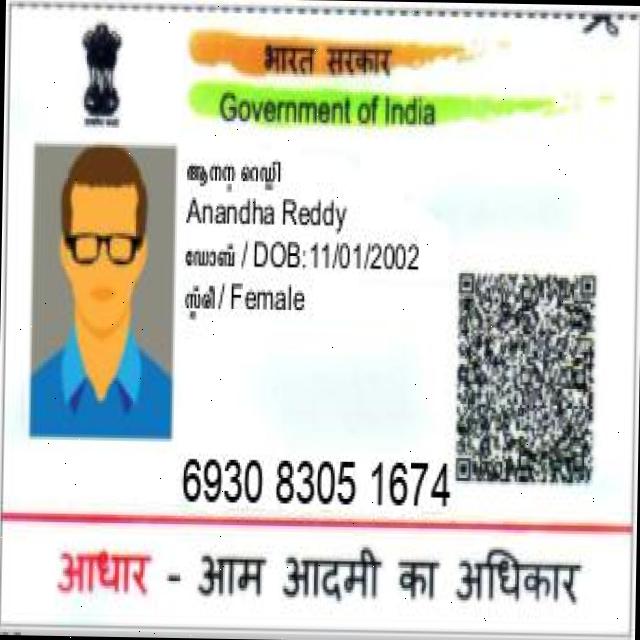 भारत सरकार
Government of India
ആനന്ദ റെഡ്ഡി
Anandha Reddy
ഡോബ് / DOB:11/01/2002
സ്ത്രീ / Female
6930 8305 1674
आधार - आम आदमी का अधिकार